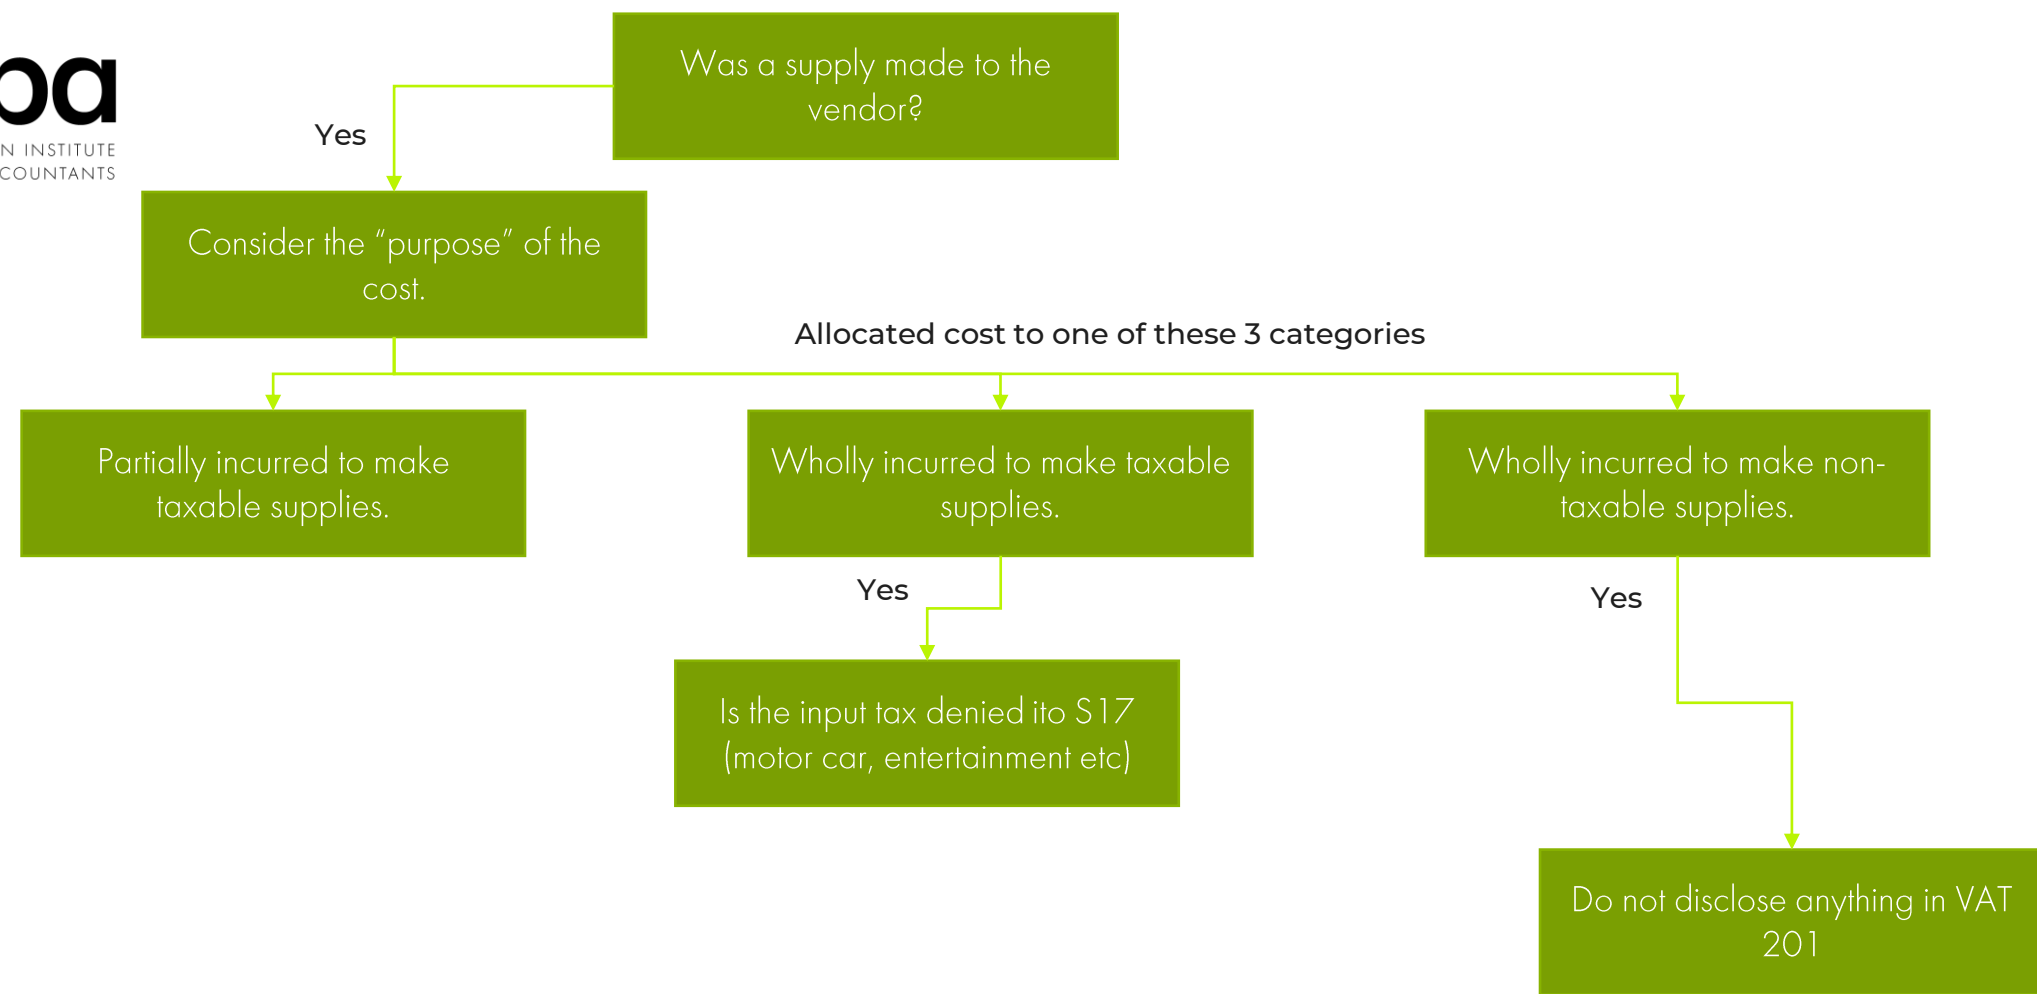 Was a supply made to the
vendor?
ba
N INSTITUTE
COUNTANTS
Yes
Consider the “purpose” of the
cost.
Allocated cost to one of these 3 categories
Partially incurred to make
taxable supplies.
Wholly incurred to make taxable
supplies.
Wholly incurred to make non-
taxable supplies.
Yes
Yes
Is the input tax denied ito S17
(motor car, entertainment etc)
Do not disclose anything in VAT
201